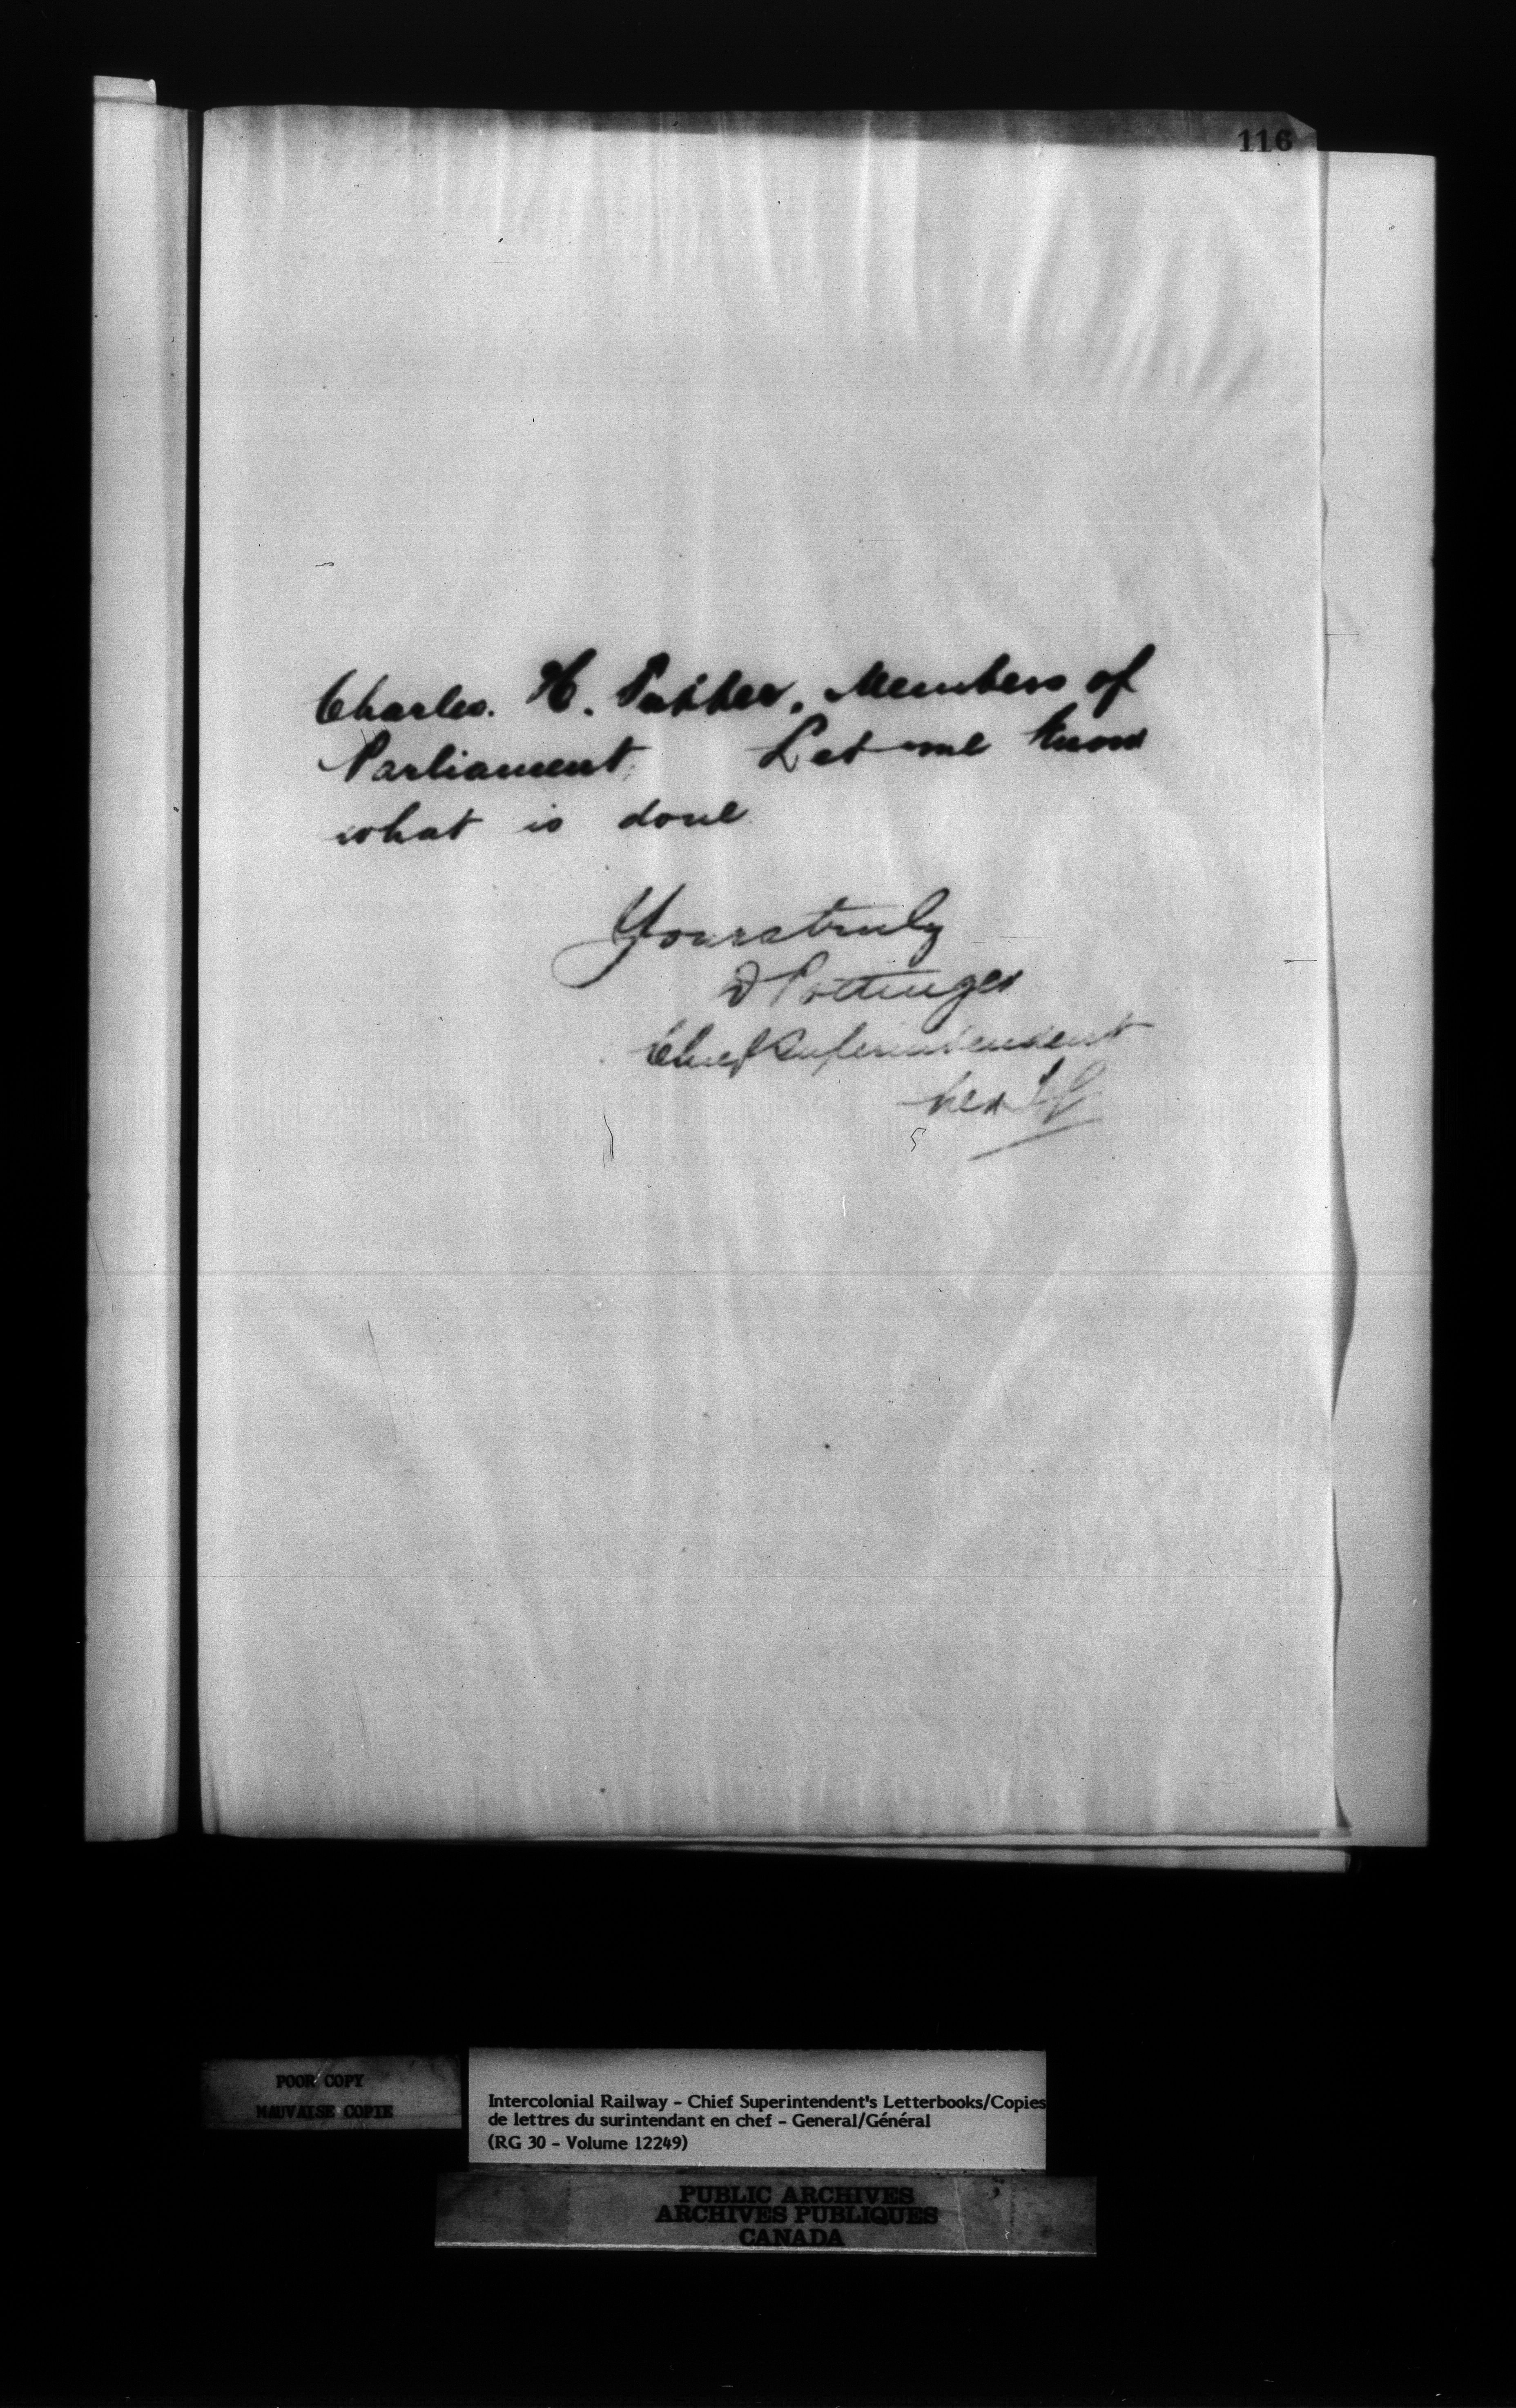 116
Charles. H. Tupper, Members of
Parliament, Let me know
what is done
Yours truly
D Pottinger
Chief Superintendent
per
POOR COPY
MAUVAISE COPIE
Intercolonial Railway - Chief Superintendent's Letterbooks/Copies
de lettres du surintendant en chef - General/Général
(RG 30 - Volume 12249)
PUBLIC ARCHIVES
ARCHIVES PUBLIQUES
CANADA